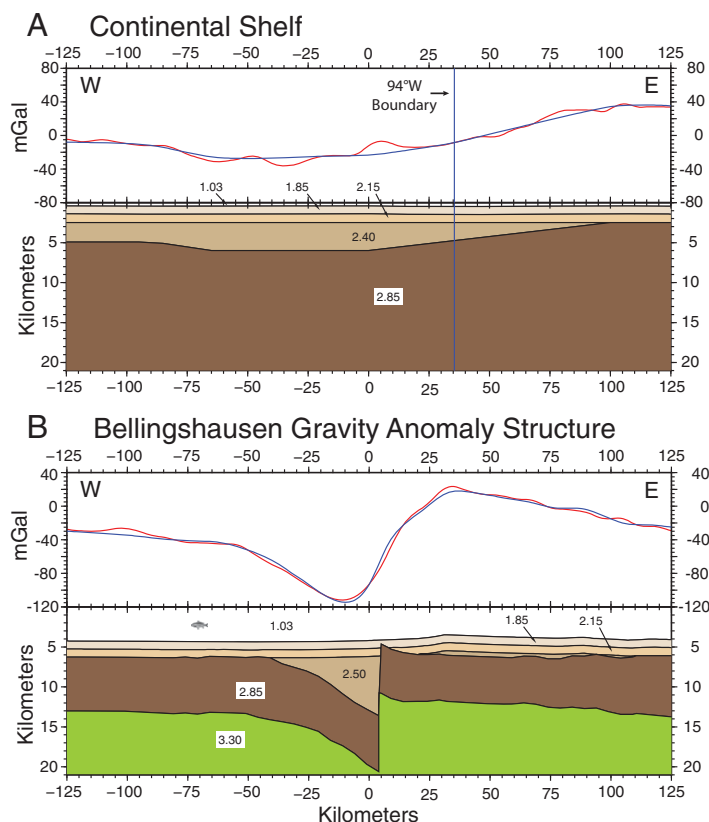 A Continental Shelf
−125 −100 −75 −50 −25 0 25 50 75 100 125
80 W 94°W E 80
Boundary
40 40
mGal 0 0 mGal
−40 −40
1.03 1.85 2.15
−80 −80
2.40
5 5
Kilometers 10 2.85 10 Kilometers
15 15
20 20
−125 −100 −75 −50 −25 0 25 50 75 100 125
B Bellingshausen Gravity Anomaly Structure
−125 −100 −75 −50 −25 0 25 50 75 100 125
40 W E 40
0 0
mGal −40 -40 mGal
−80 -80
−120 -120
1.03 1.85 2.15
5 5
2.50
Kilometers 10 2.85 10 Kilometers
15 3.30 15
20 20
−125 −100 −75 −50 −25 0 25 50 75 100 125
Kilometers